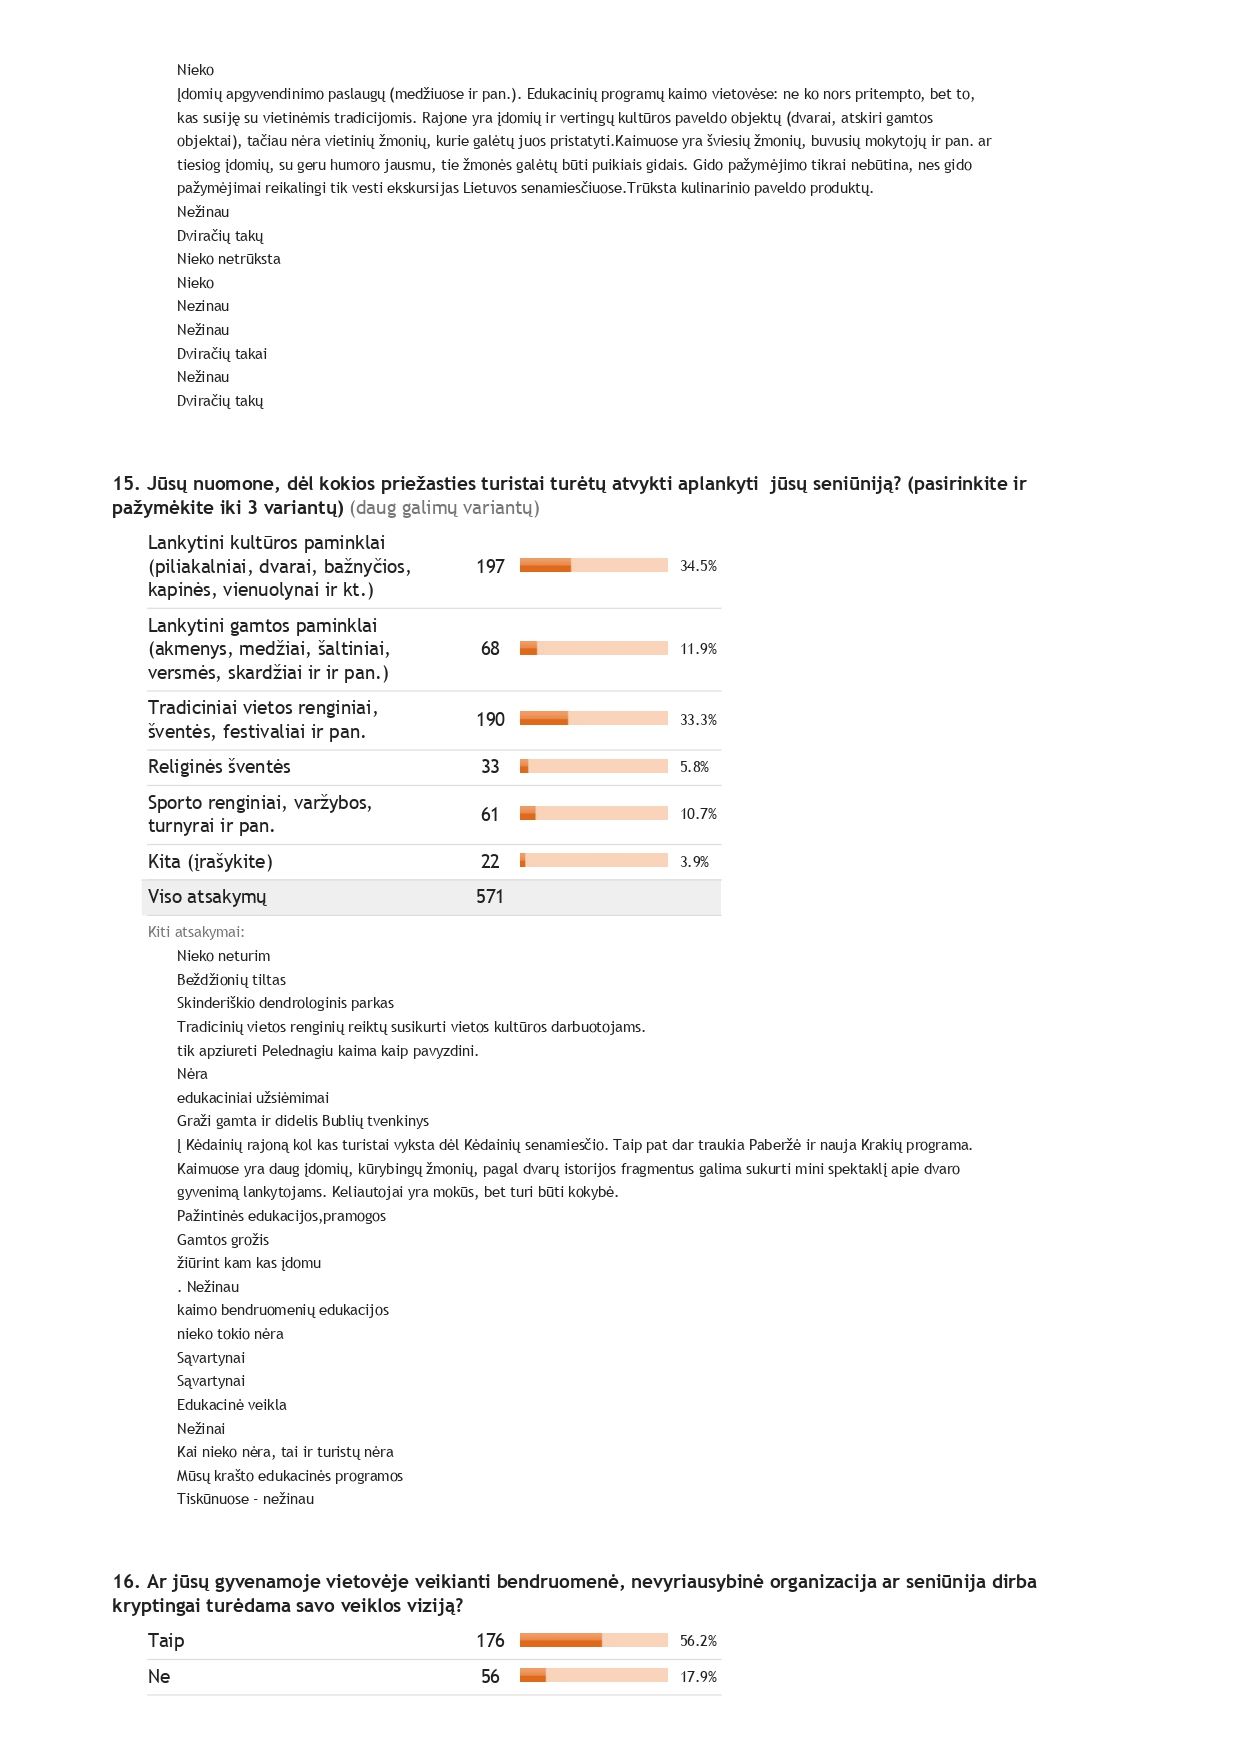 Nieko
Įdomių apgyvendinimo paslaugų (medžiuose ir pan.). Edukacinių programų kaimo vietovėse: ne ko nors pritempto, bet to,
kas susiję su vietinėmis tradicijomis. Rajone yra įdomių ir vertingų kultūros paveldo objektų (dvarai, atskiri gamtos
objektai), tačiau nėra vietinių žmonių, kurie galėtų juos pristatyti.Kaimuose yra šviesių žmonių, buvusių mokytojų ir pan. ar
tiesiog įdomių, su geru humoro jausmu, tie žmonės galėtų būti puikiais gidais. Gido pažymėjimo tikrai nebūtina, nes gido
pažymėjimai reikalingi tik vesti ekskursijas Lietuvos senamiesčiuose.Trūksta kulinarinio paveldo produktų.
Nežinau
Dviračių takų
Nieko netrūksta
Nieko
Nezinau
Nežinau
Dviračių takai
Nežinau
Dviračių takų
15. Jūsų nuomone, dėl kokios priežasties turistai turėtų atvykti aplankyti  jūsų seniūniją? (pasirinkite ir
pažymėkite iki 3 variantų) (daug galimų variantų)
Lankytini kultūros paminklai
(piliakalniai, dvarai, bažnyčios, 197 34.5%
kapinės, vienuolynai ir kt.)
Lankytini gamtos paminklai
(akmenys, medžiai, šaltiniai, 68 11.9%
versmės, skardžiai ir ir pan.)
Tradiciniai vietos renginiai, 190 33.3%
šventės, festivaliai ir pan.
Religinės šventės 33 5.8%
Sporto renginiai, varžybos, 61 10.7%
turnyrai ir pan.
Kita (įrašykite) 22 3.9%
Viso atsakymų 571
Kiti atsakymai:
Nieko neturim
Beždžionių tiltas
Skinderiškio dendrologinis parkas
Tradicinių vietos renginių reiktų susikurti vietos kultūros darbuotojams.
tik apziureti Pelednagiu kaima kaip pavyzdini.
Nėra
edukaciniai užsiėmimai
Graži gamta ir didelis Bublių tvenkinys
Į Kėdainių rajoną kol kas turistai vyksta dėl Kėdainių senamiesčio. Taip pat dar traukia Paberžė ir nauja Krakių programa.
Kaimuose yra daug įdomių, kūrybingų žmonių, pagal dvarų istorijos fragmentus galima sukurti mini spektaklį apie dvaro
gyvenimą lankytojams. Keliautojai yra mokūs, bet turi būti kokybė.
Pažintinės edukacijos,pramogos
Gamtos grožis
žiūrint kam kas įdomu
. Nežinau
kaimo bendruomenių edukacijos
nieko tokio nėra
Sąvartynai
Sąvartynai
Edukacinė veikla
Nežinai
Kai nieko nėra, tai ir turistų nėra
Mūsų krašto edukacinės programos
Tiskūnuose - nežinau
16. Ar jūsų gyvenamoje vietovėje veikianti bendruomenė, nevyriausybinė organizacija ar seniūnija dirba
kryptingai turėdama savo veiklos viziją?
Taip 176 56.2%
Ne 56 17.9%